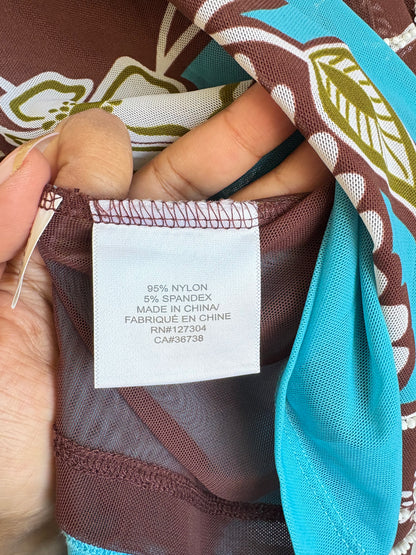 95% NYLON
5% SPANDEX
MADE IN CHINA/
FABRIQUÉ EN CHINE
RN#127304
CA#36738